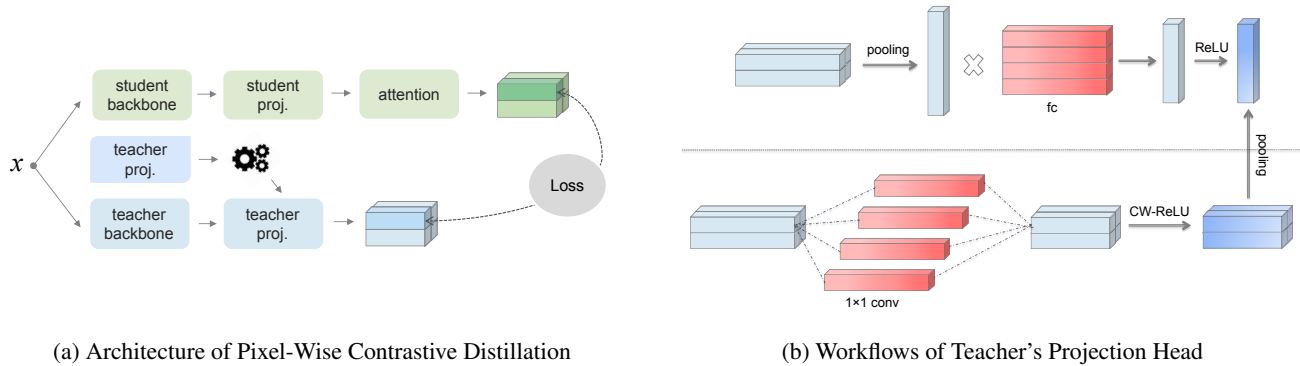 student
backbone
student
proj.
attention
teacher
proj.
x
Loss
teacher
backbone
teacher
proj.
(a) Architecture of Pixel-Wise Contrastive Distillation
pooling
fc
ReLU
pooling
CW-ReLU
1×1 conv
(b) Workflows of Teacher's Projection Head